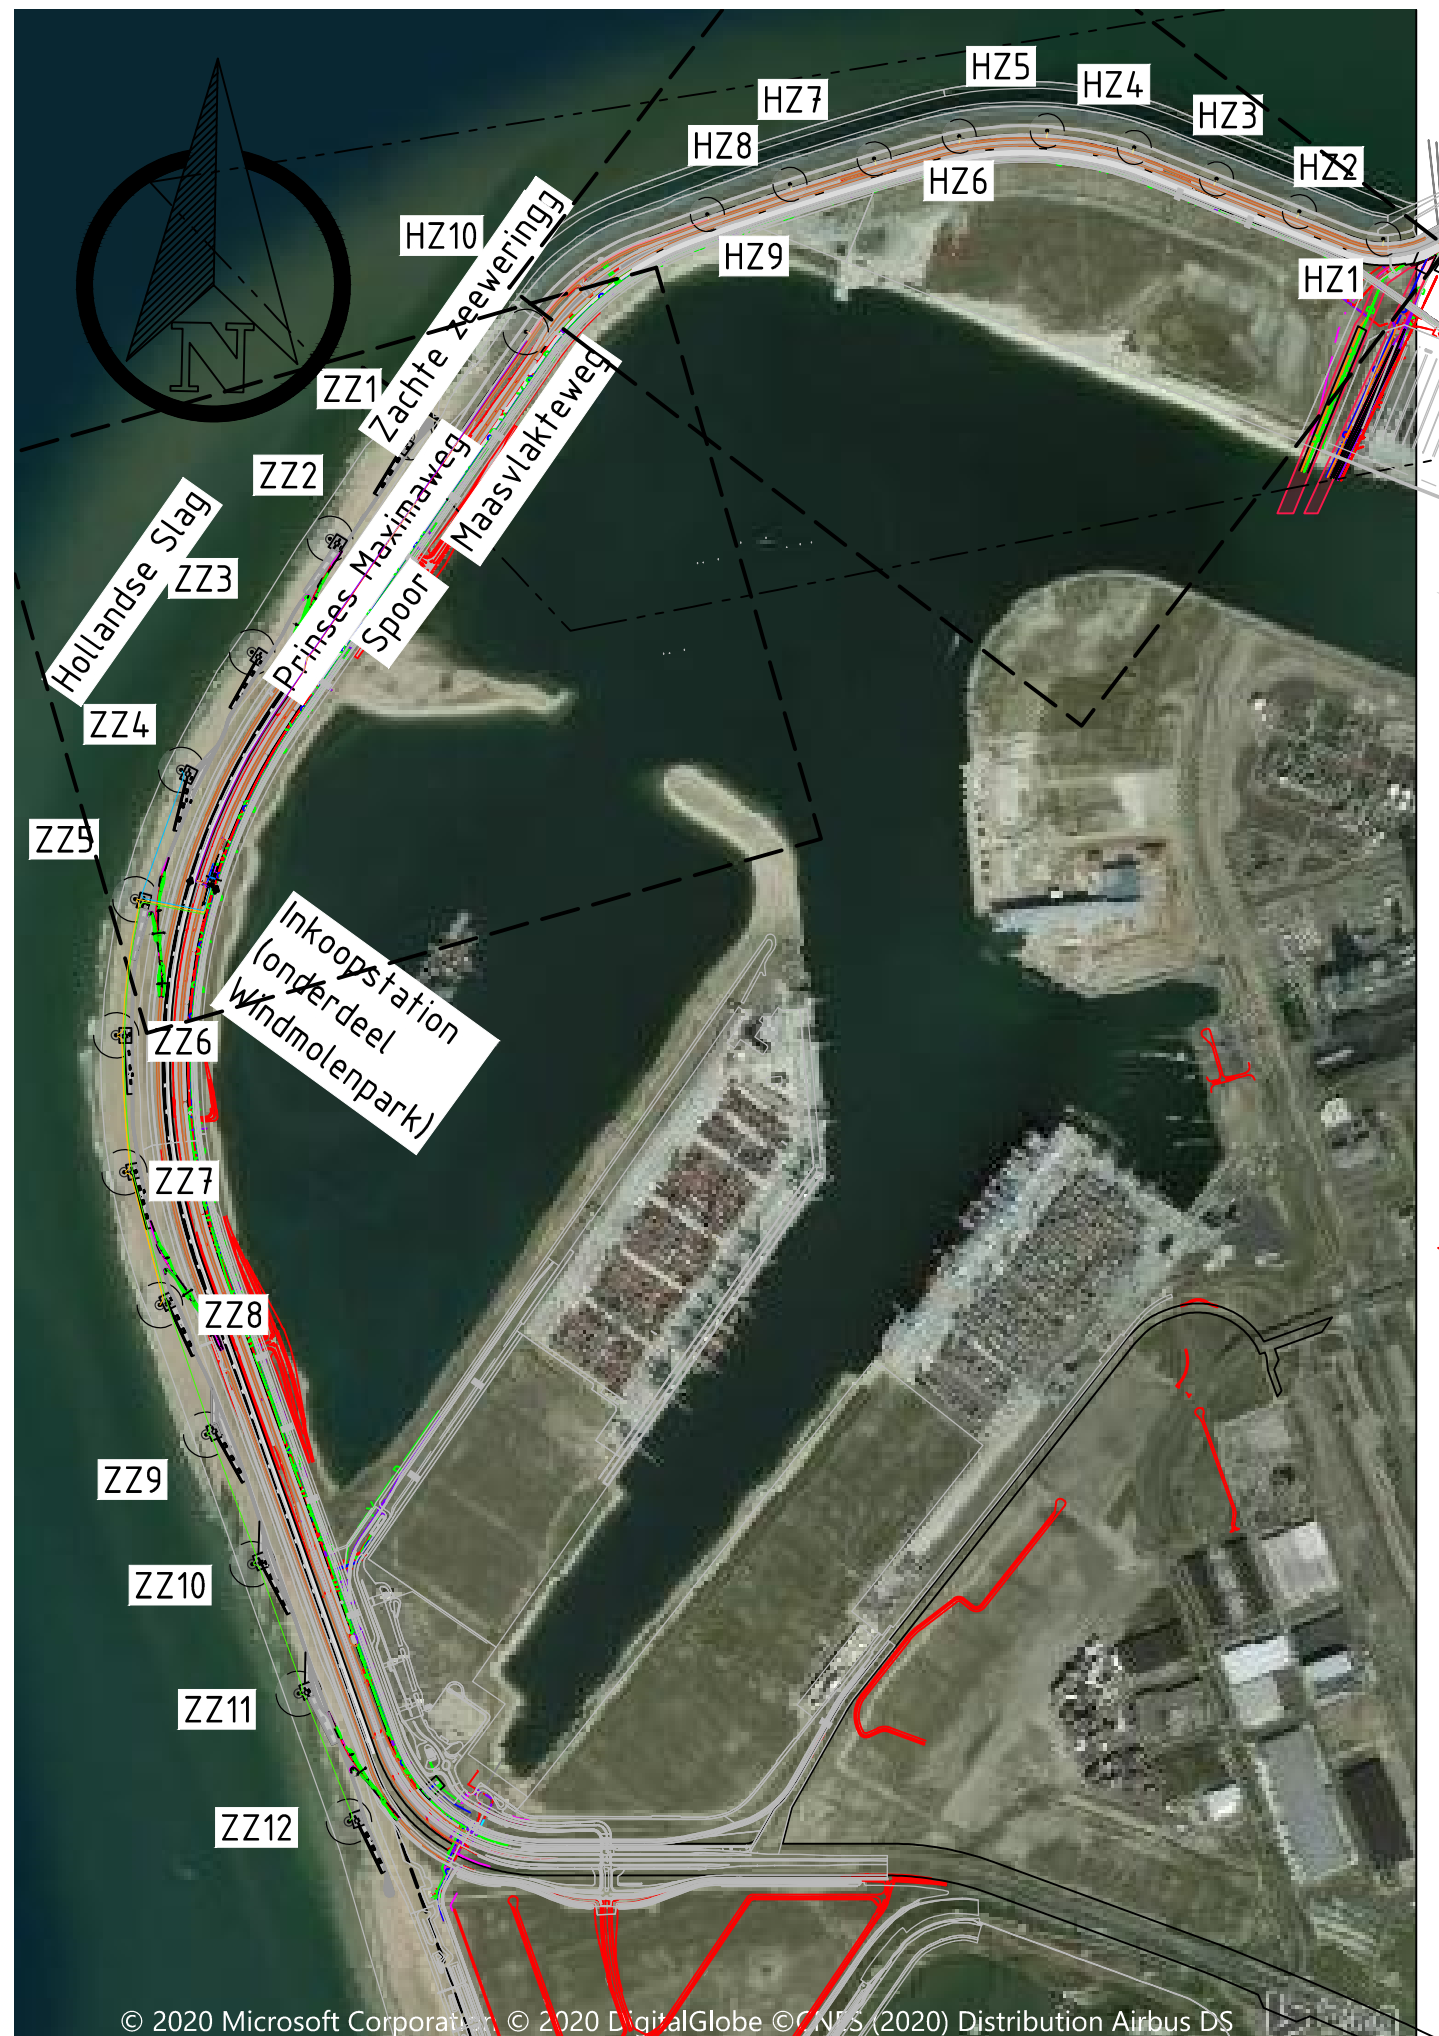 HZ5
HZ4
HZ7
HZ3
HZ8
HZ2
HZ6
HZ10
HZ9
HZ1
Zachte zeeweringg
ZZ1
Maasvlakteweg
ZZ2
Prinses Maximaweg
Hollandse Slag
ZZ3
Spoor
ZZ4
ZZ5
Inkoopstation
(onderdeel
Windmolenpark)
ZZ6
ZZ7
ZZ8
ZZ9
ZZ10
ZZ11
ZZ12
N
© 2020 Microsoft Corporation © 2020 DigitalGlobe ©CNES (2020) Distribution Airbus DS